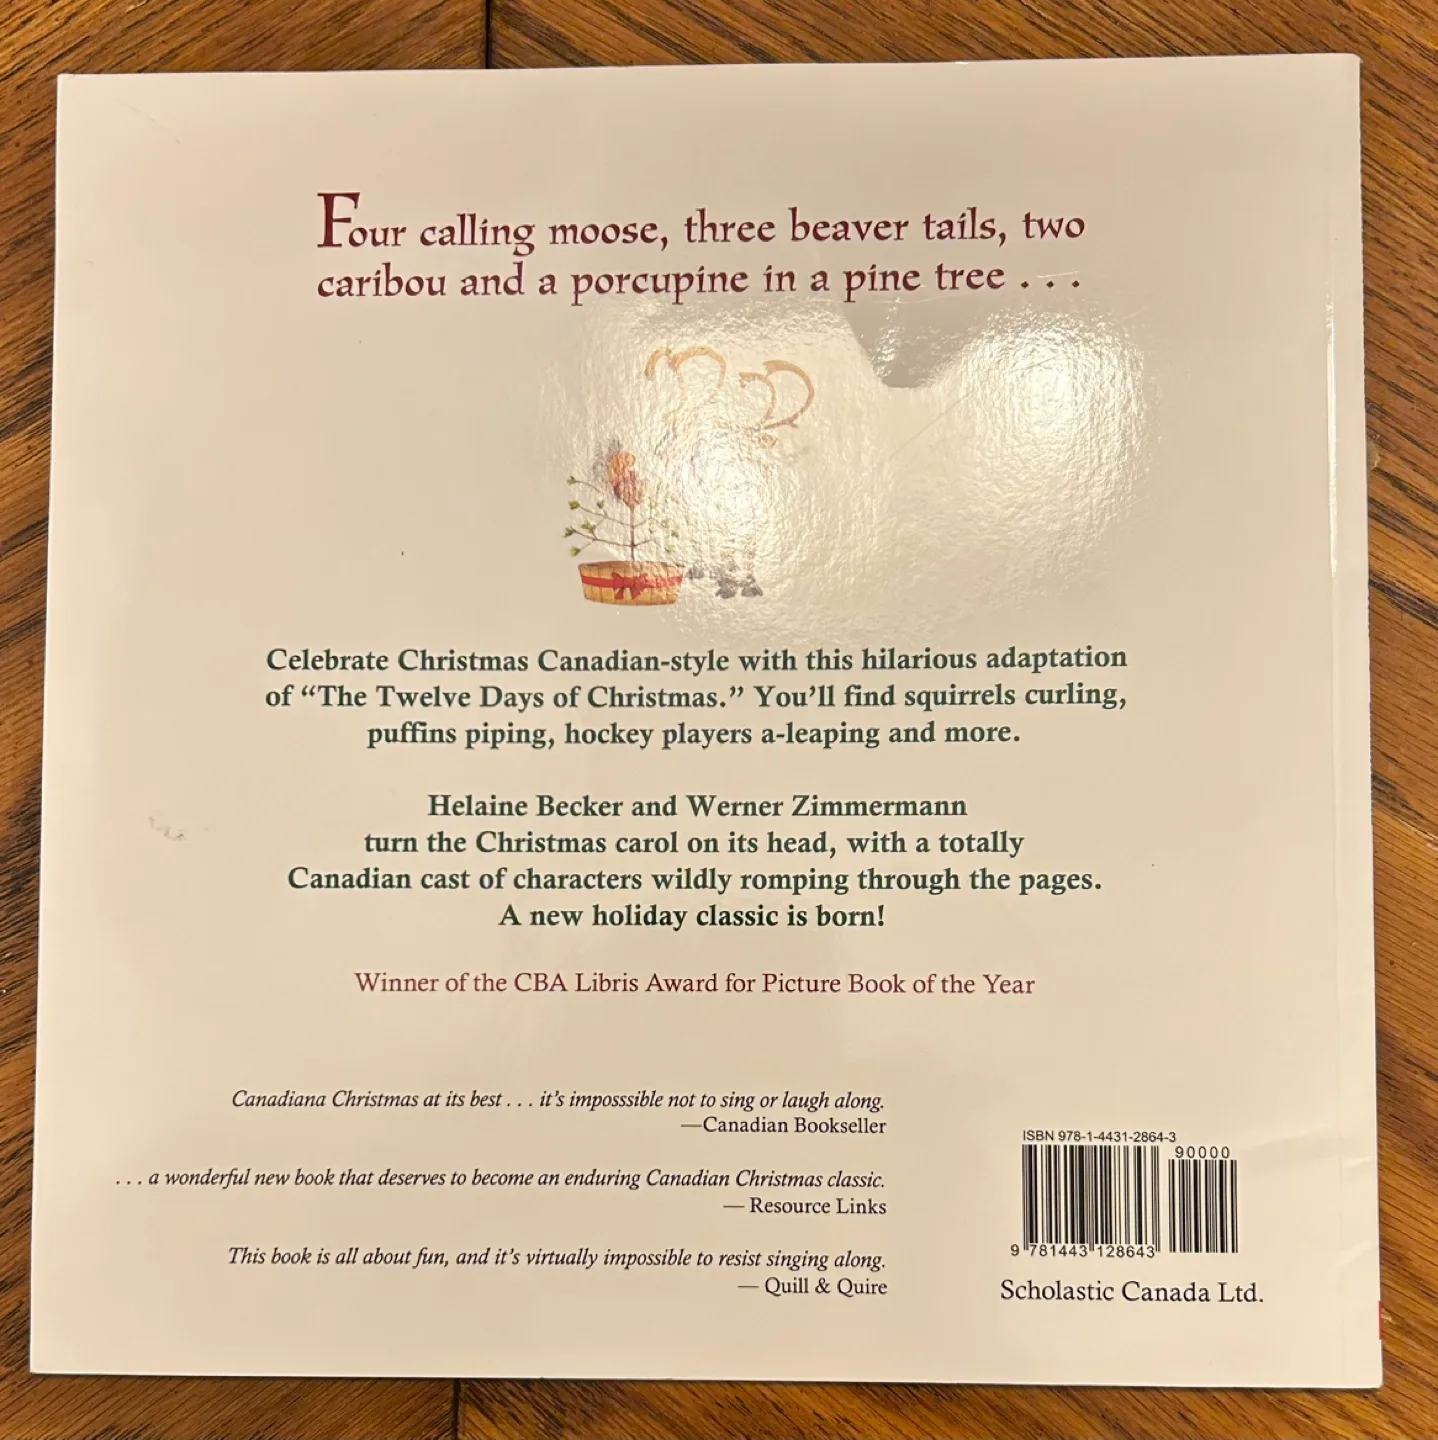 Four calling moose, three beaver tails, two
caribou and a porcupine in a pine tree . . .
Celebrate Christmas Canadian-style with this hilarious adaptation
of “The Twelve Days of Christmas.” You’ll find squirrels curling,
puffins piping, hockey players a-leaping and more.
Helaine Becker and Werner Zimmermann
turn the Christmas carol on its head, with a totally
Canadian cast of characters wildly romping through the pages.
A new holiday classic is born!
Winner of the CBA Libris Award for Picture Book of the Year
Canadiana Christmas at its best . . . it’s imposssible not to sing or laugh along.
—Canadian Bookseller
. . . a wonderful new book that deserves to become an enduring Canadian Christmas classic.
— Resource Links
This book is all about fun, and it’s virtually impossible to resist singing along.
— Quill & Quire
ISBN 978-1-4431-2864-3
90000
9 781443 128643
Scholastic Canada Ltd.